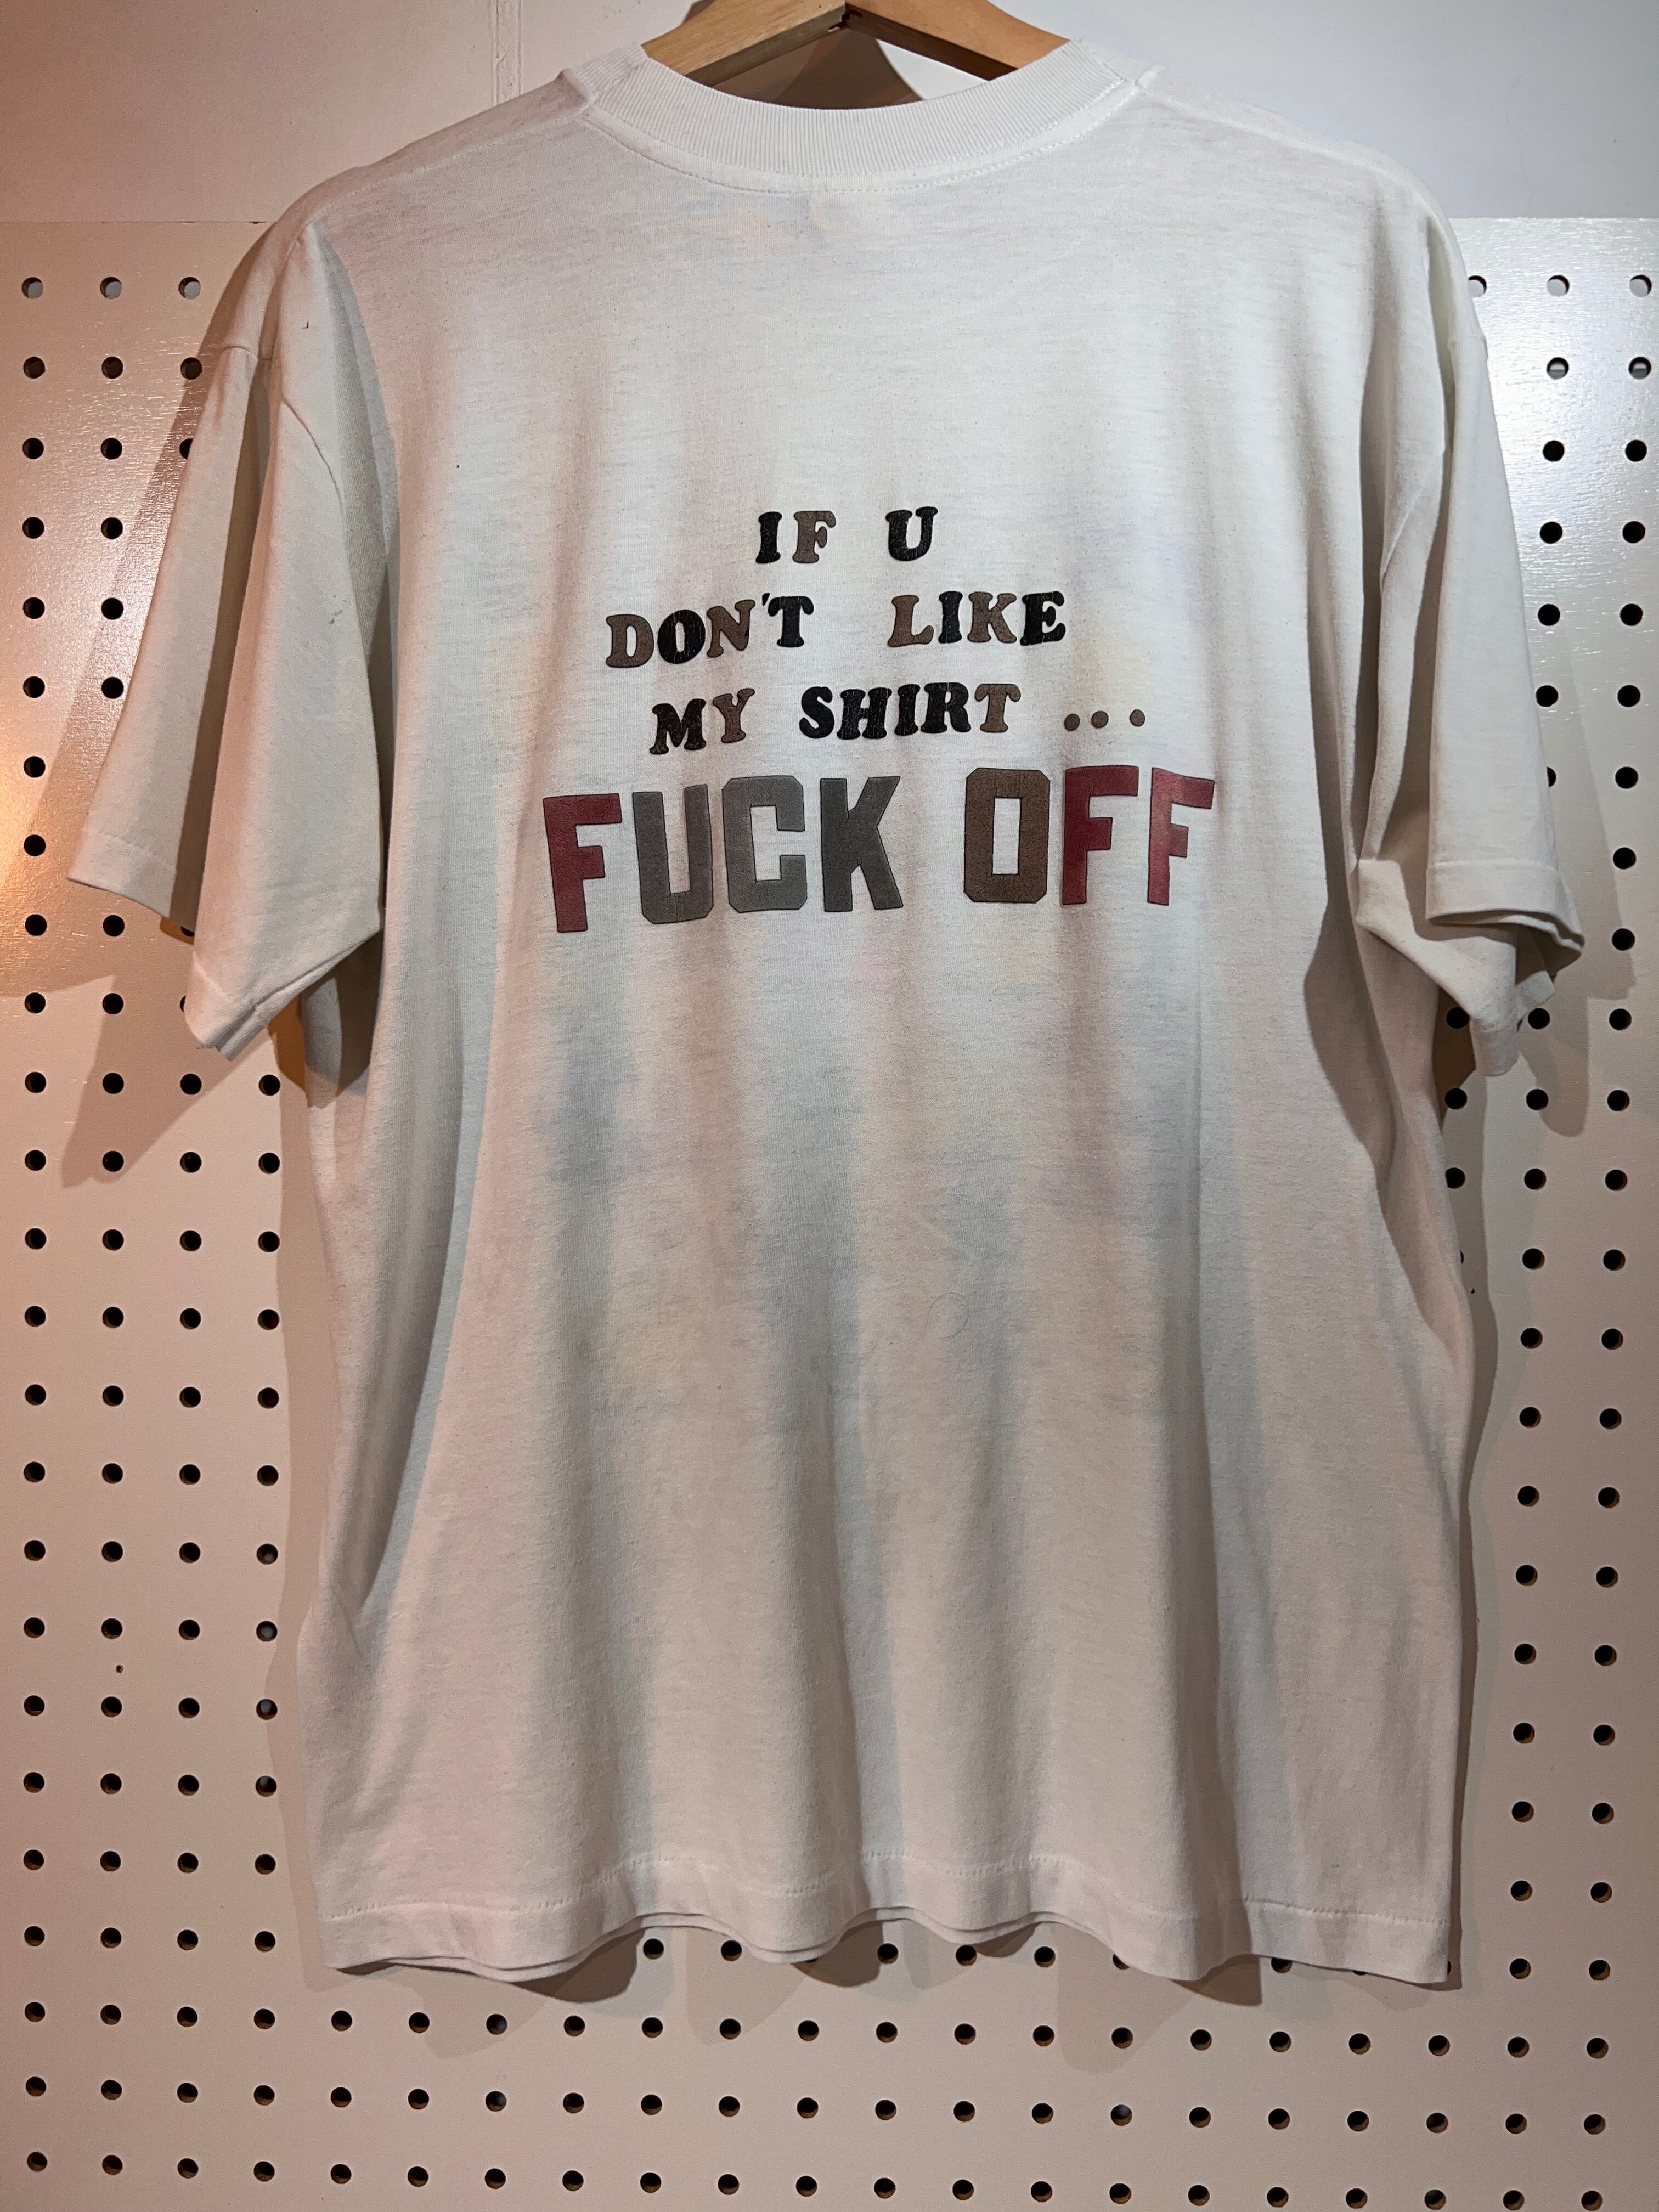 IF U
DON'T LIKE
MY SHIRT ...
FUCK OFF